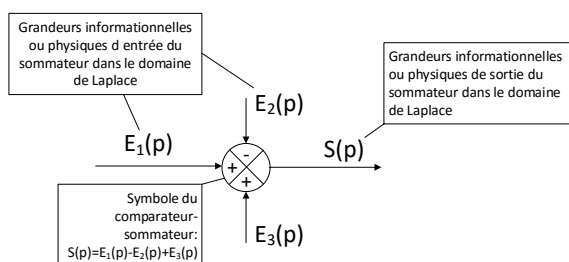 Grandeurs informationnelles
ou physiques d entrée du
sommateur dans le domaine
de Laplace
Grandeurs informationnelles
ou physiques de sortie du
sommateur dans le domaine
de Laplace
E₂(p)
E₁(p)
S(p)
-
+
+
Symbole du
comparateur-
sommateur:
S(p)=E₁(p)-E₂(p)+E₃(p)
E₃(p)